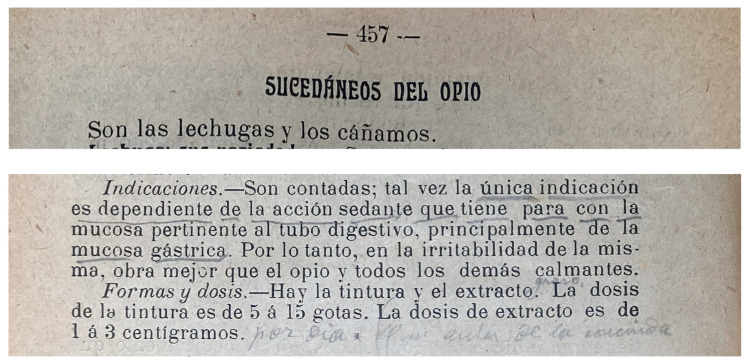 — 457 —
SUCEDÁNEOS DEL OPIO
Son las lechugas y los cáñamos.
Indicaciones.—Son contadas; tal vez la única indicación
es dependiente de la acción sedante que tiene para con la
mucosa pertinente al tubo digestivo, principalmente de la
mucosa gástrica. Por lo tanto, en la irritabilidad de la mis-
ma, obra mejor que el opio y todos los demás calmantes.
Formas y dosis.—Hay la tintura y el extracto. La dosis
de la tintura es de 5 á 15 gotas. La dosis de extracto es de
1 á 3 centígramos. por dia.